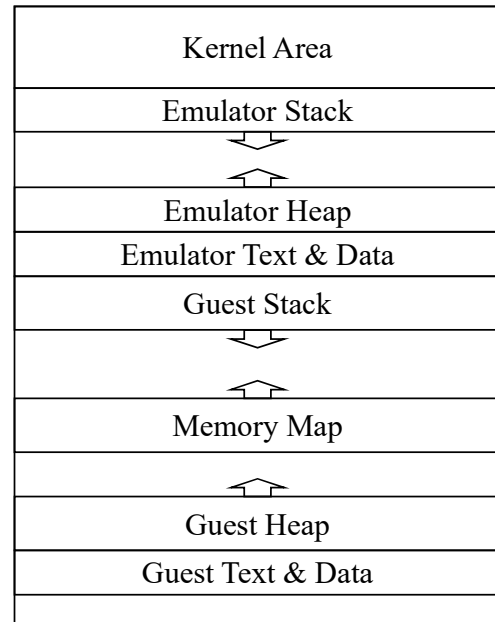 Kernel Area
Emulator Stack
Emulator Heap
Emulator Text & Data
Guest Stack
Memory Map
Guest Heap
Guest Text & Data